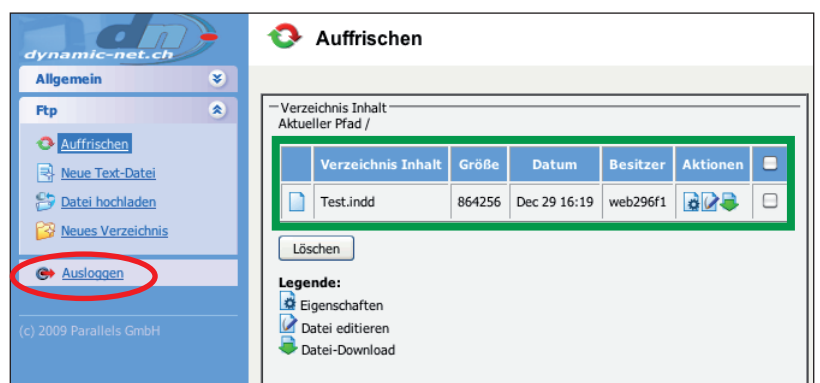 dn
dynamic-net.ch
Allgemein
Ftp
Auffrischen
Neue Text-Datei
Datei hochladen
Neues Verzeichnis
Ausloggen
(c) 2009 Parallels GmbH
Auffrischen
Verzeichnis Inhalt
Aktueller Pfad /
Verzeichnis Inhalt Größe Datum Besitzer Aktionen
Test.indd 864256 Dec 29 16:19 web296f1
Löschen
Legende:
Eigenschaften
Datei editieren
Datei-Download